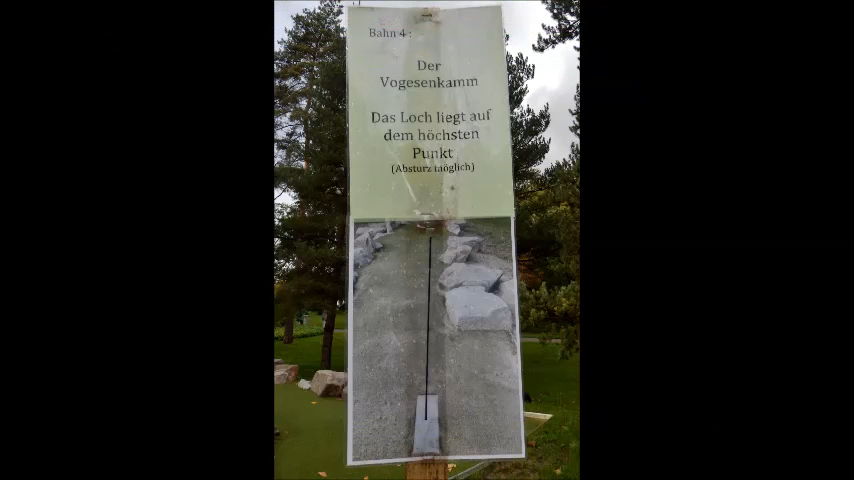 Bahn 4 :
Der
Vogesenkamm
Das Loch liegt auf
dem höchsten
Punkt
(Absturz möglich)